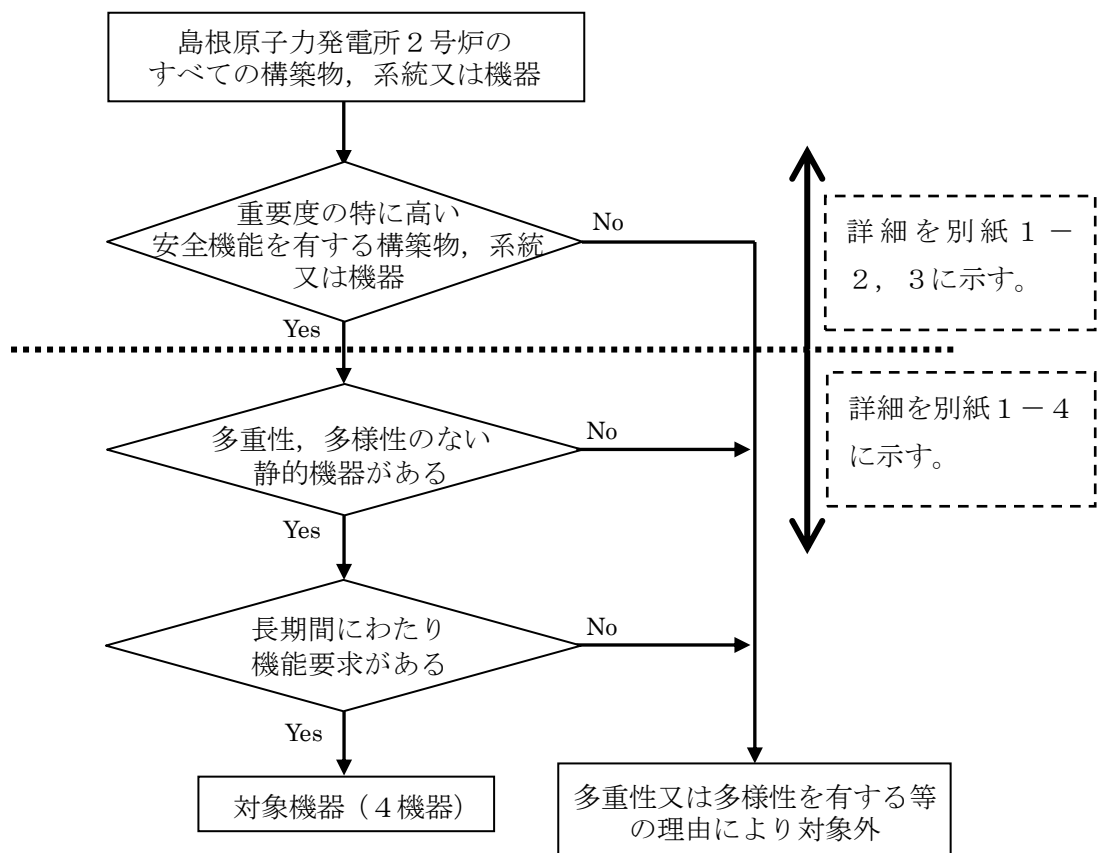 島根原子力発電所２号炉の
すべての構築物，系統又は機器
重要度の特に高い
安全機能を有する構築物，系統
又は機器
No
Yes
詳細を別紙１－
２，３に示す。
詳細を別紙１－４
に示す。
多重性，多様性のない
静的機器がある
No
Yes
長期間にわたり
機能要求がある
No
Yes
対象機器（４機器）
多重性又は多様性を有する等
の理由により対象外